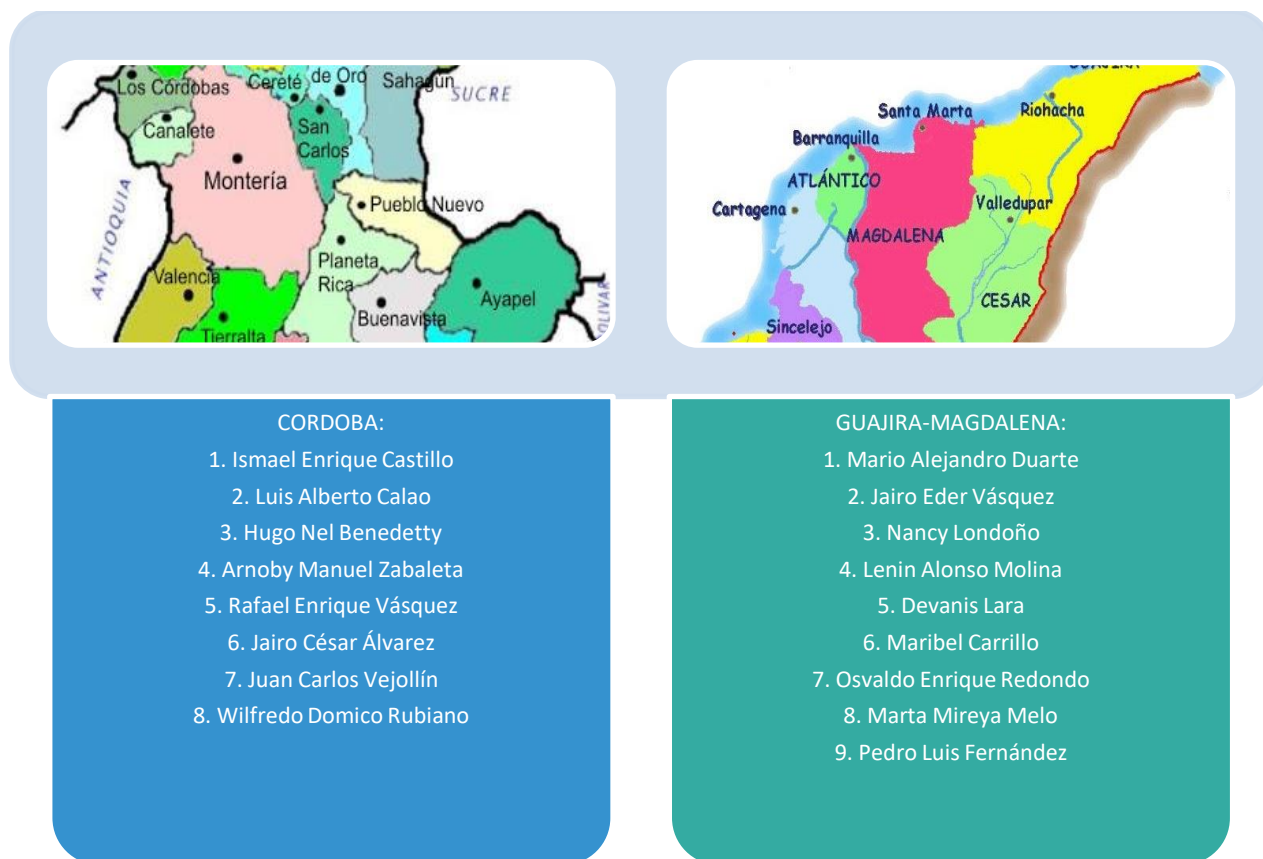 Los Córdobas
Cereté
de Oro
Sahagún
SUCRE
Canalete
San
Carlos
Montería
ANTIOQUIA
Pueblo Nuevo
Planeta
Rica
Valencia
Ayapel
Buenavista
Tierralta
Santa Marta
Riohacha
Barranquilla
ATLÁNTICO
Valledupar
Cartagena
MAGDALENA
CESAR
Sincelejo
CORDOBA:
1. Ismael Enrique Castillo
2. Luis Alberto Calao
3. Hugo Nel Benedetty
4. Arnoby Manuel Zabaleta
5. Rafael Enrique Vásquez
6. Jairo César Álvarez
7. Juan Carlos Vejollín
8. Wilfredo Domico Rubiano
GUAJIRA-MAGDALENA:
1. Mario Alejandro Duarte
2. Jairo Eder Vásquez
3. Nancy Londoño
4. Lenin Alonso Molina
5. Devanis Lara
6. Maribel Carrillo
7. Osvaldo Enrique Redondo
8. Marta Mireya Melo
9. Pedro Luis Fernández